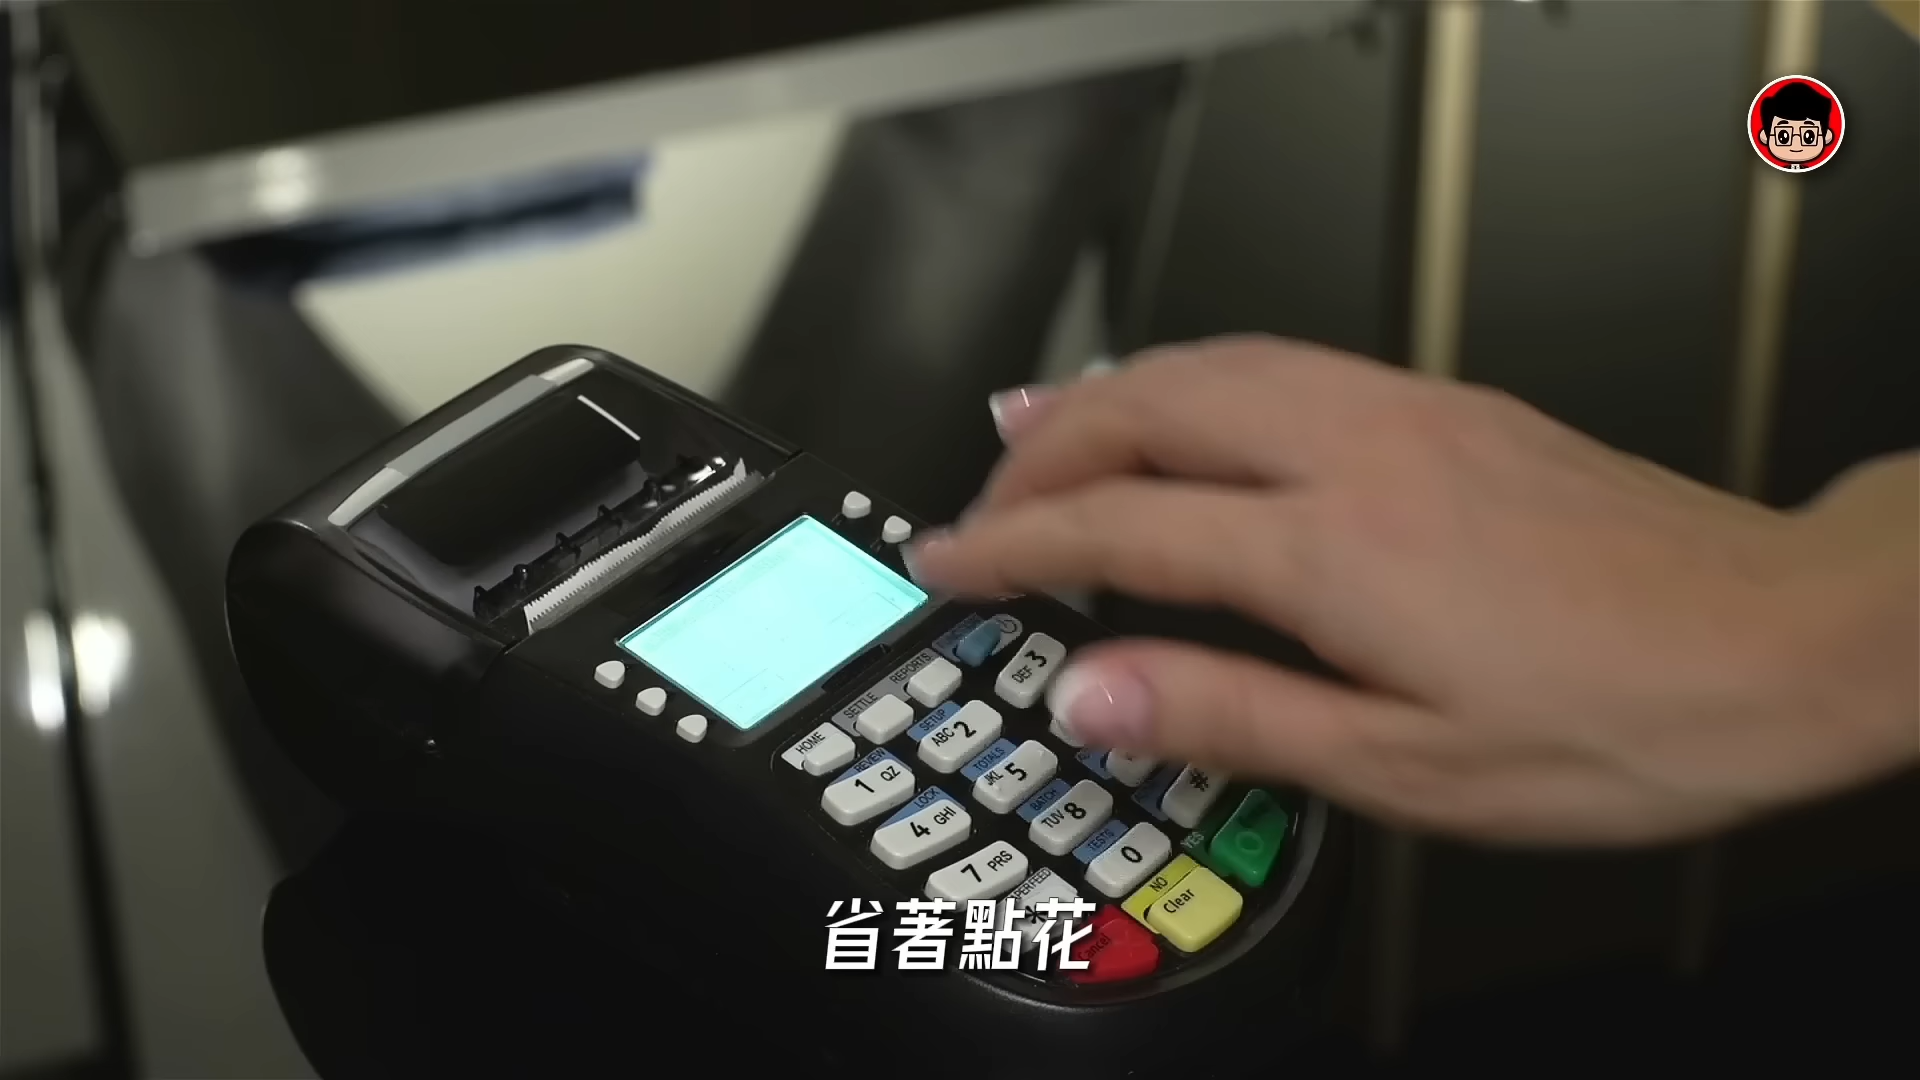 REPORTS
SETTLE
HOME
DEF 3
SETUP
ABC 2
REVIEW
1 QZ
TOTALS
JKL 5
LOCK
4 GHI
BATCH
TUV 8
#
7 PRS
TESTS
0
YES
NO
Clear
*
Cancel
省著點花